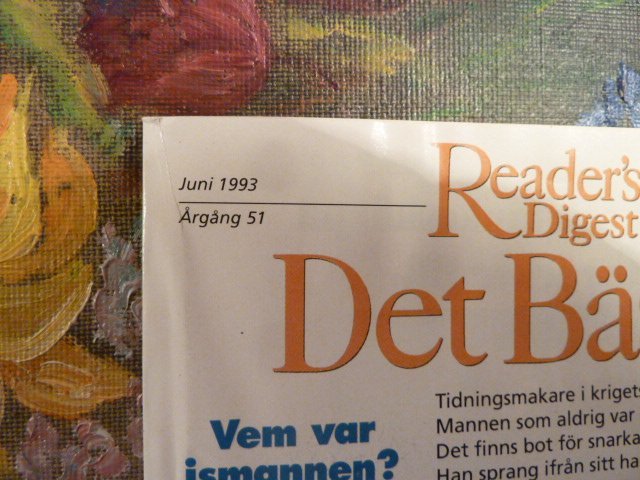 Juni 1993
Årgång 51
Reader's
Digest
Det Bä
Vem var
ismannen?
Tidningsmakare i krigets
Mannen som aldrig var
Det finns bot för snarka
Han sprang ifrån sitt ha